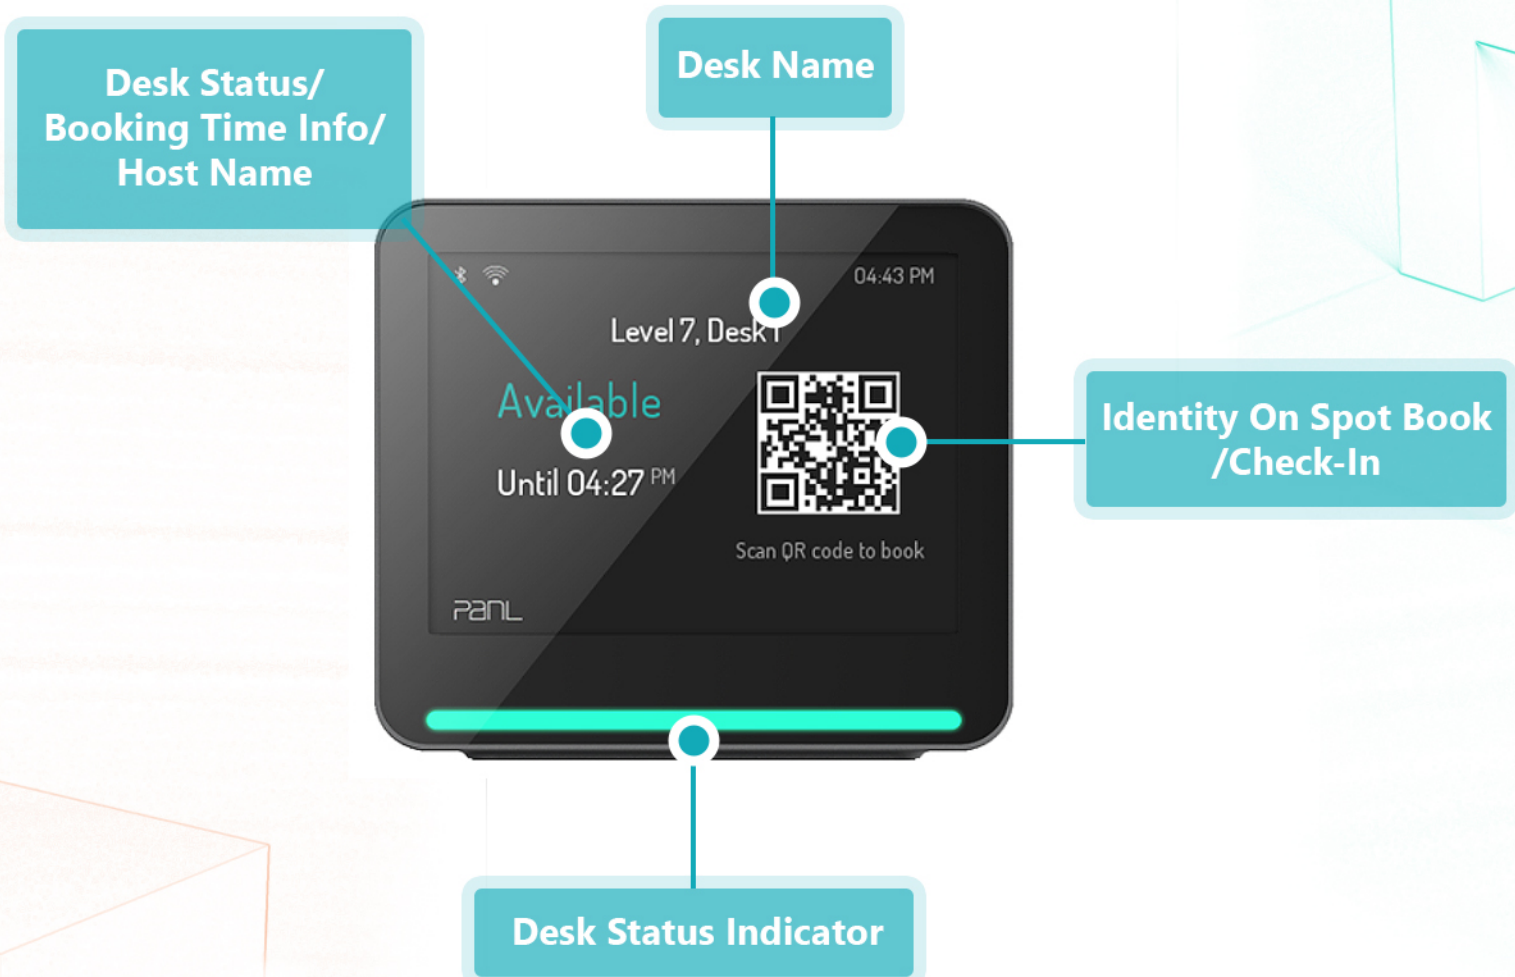 Desk Status/
Booking Time Info/
Host Name
Desk Name
04:43 PM
Level 7, Desk 1
Available
Until 04:27 PM
Scan QR code to book
PanL
Identity On Spot Book
/Check-In
Desk Status Indicator